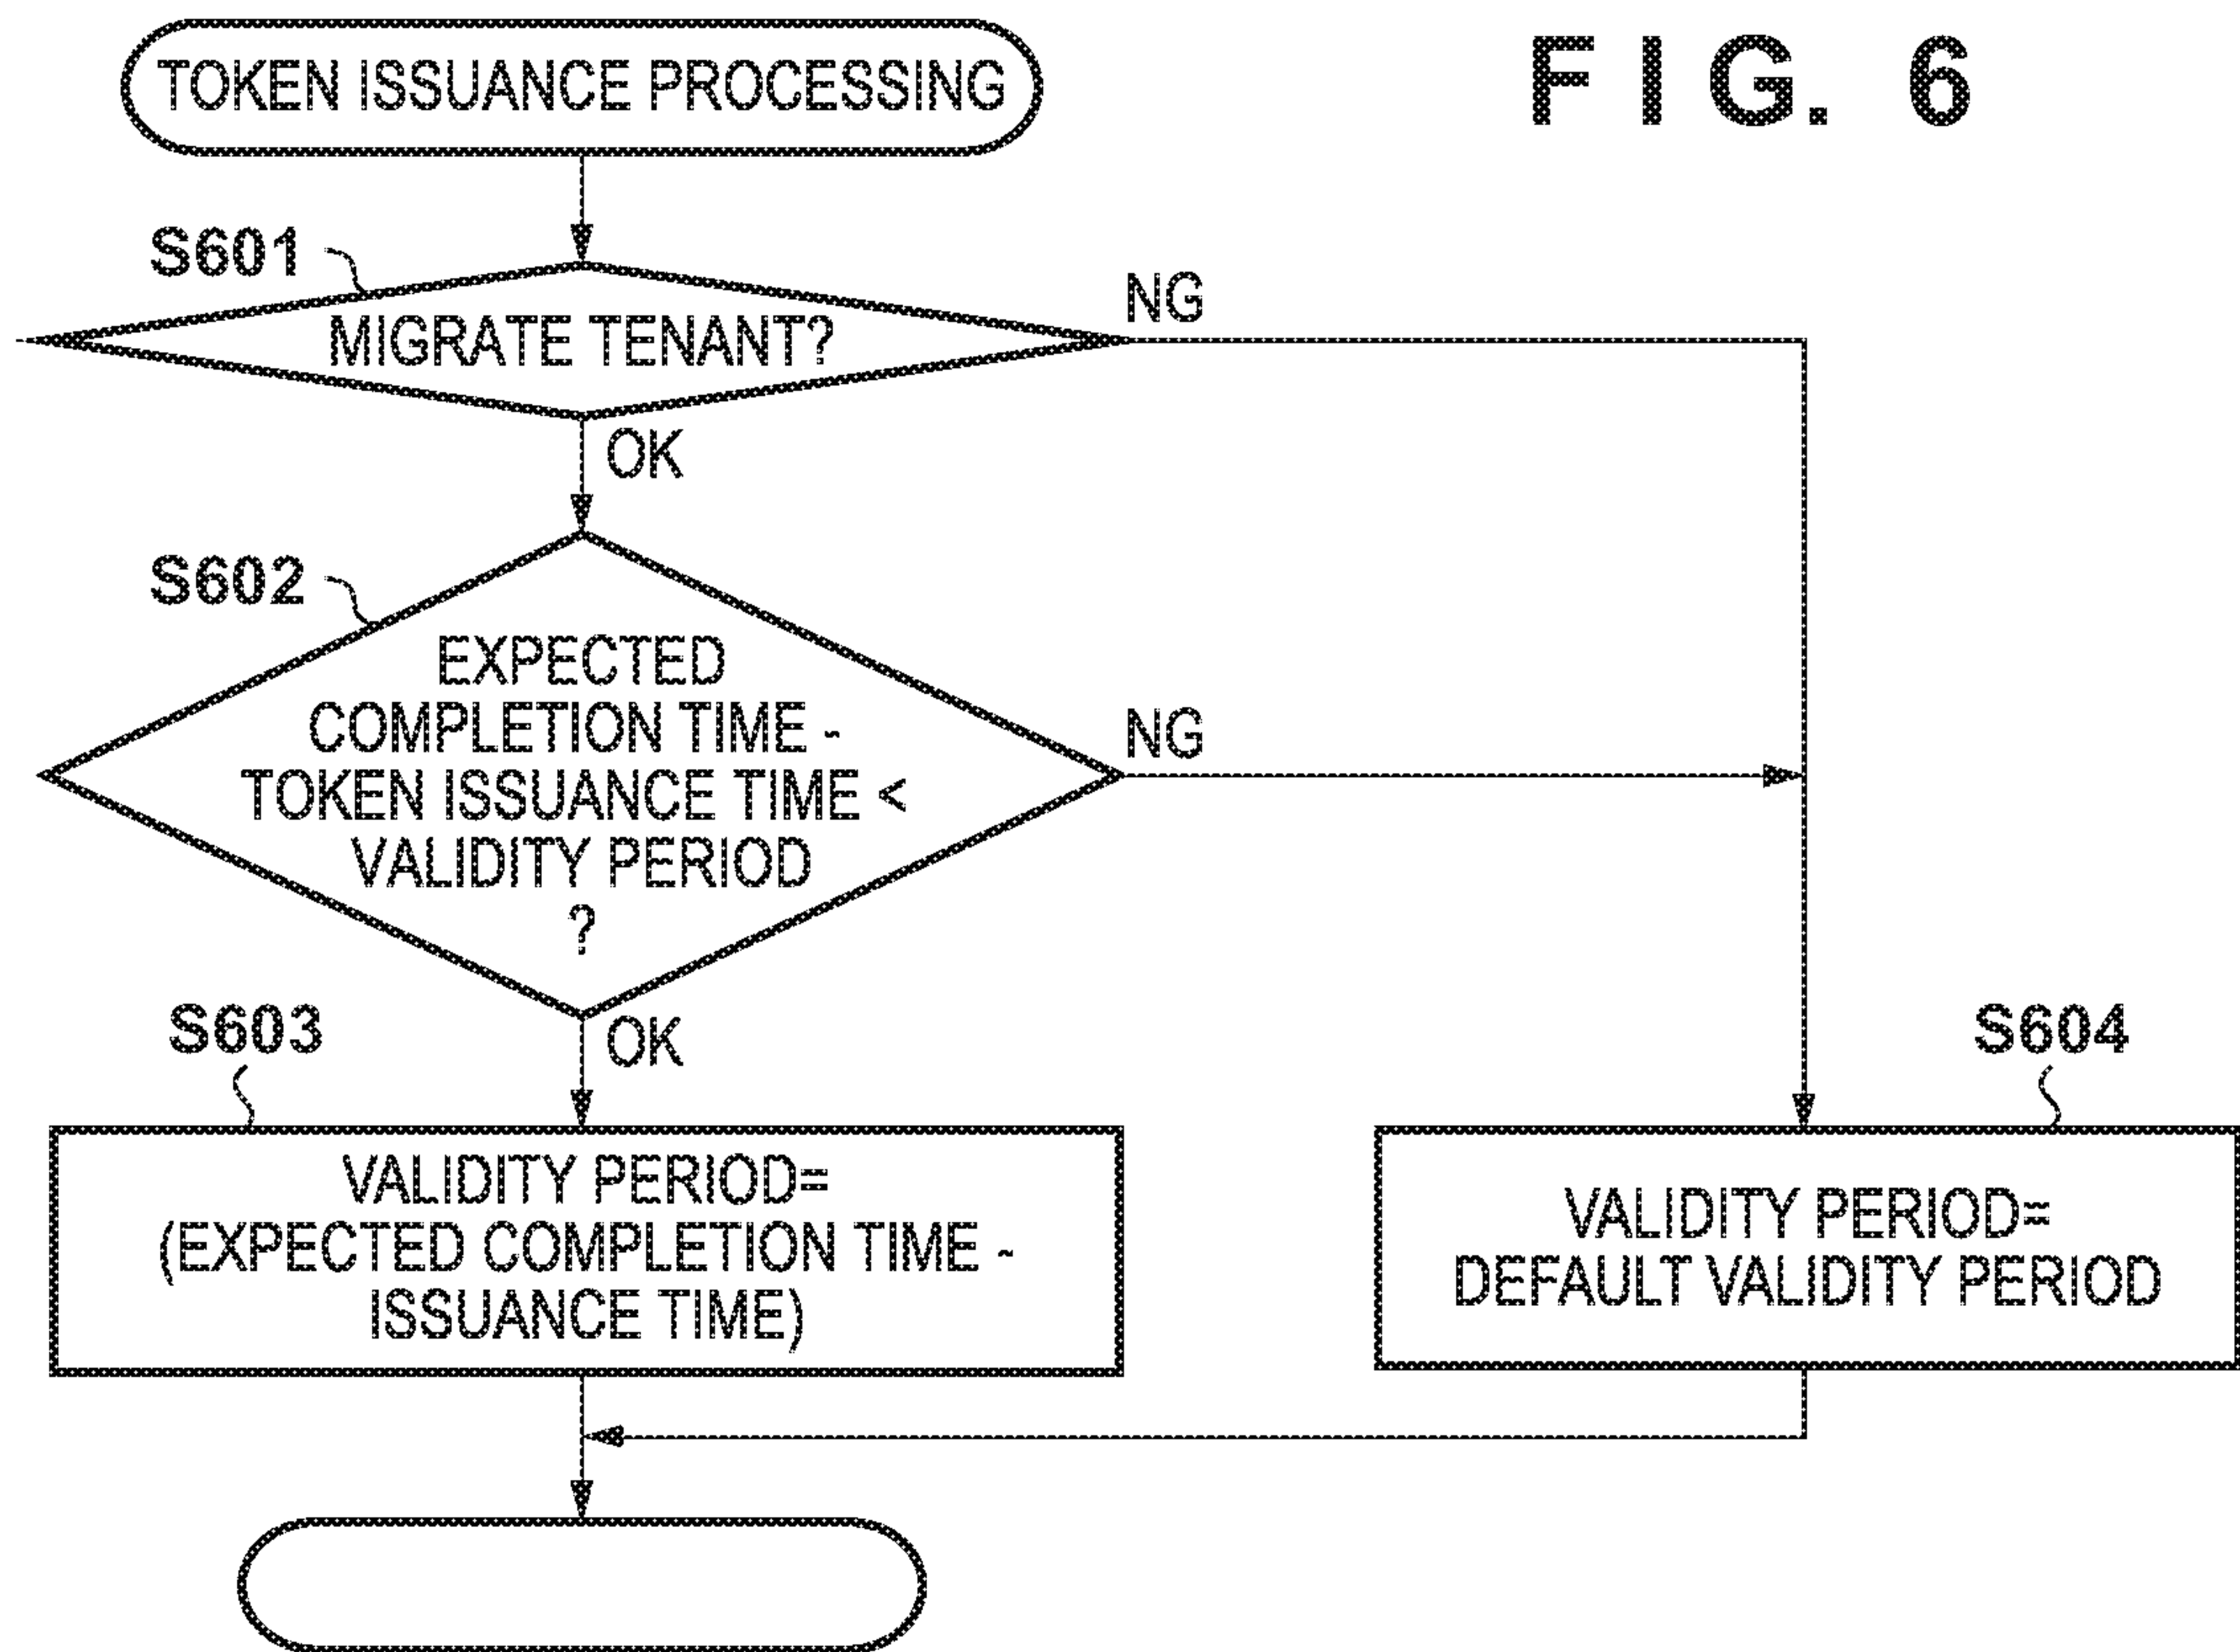 FIG. 6
TOKEN ISSUANCE PROCESSING
S601
MIGRATE TENANT?
NG
OK
S602
EXPECTED
COMPLETION TIME -
TOKEN ISSUANCE TIME <
VALIDITY PERIOD
?
NG
OK
S603
VALIDITY PERIOD=
(EXPECTED COMPLETION TIME -
ISSUANCE TIME)
S604
VALIDITY PERIOD=
DEFAULT VALIDITY PERIOD